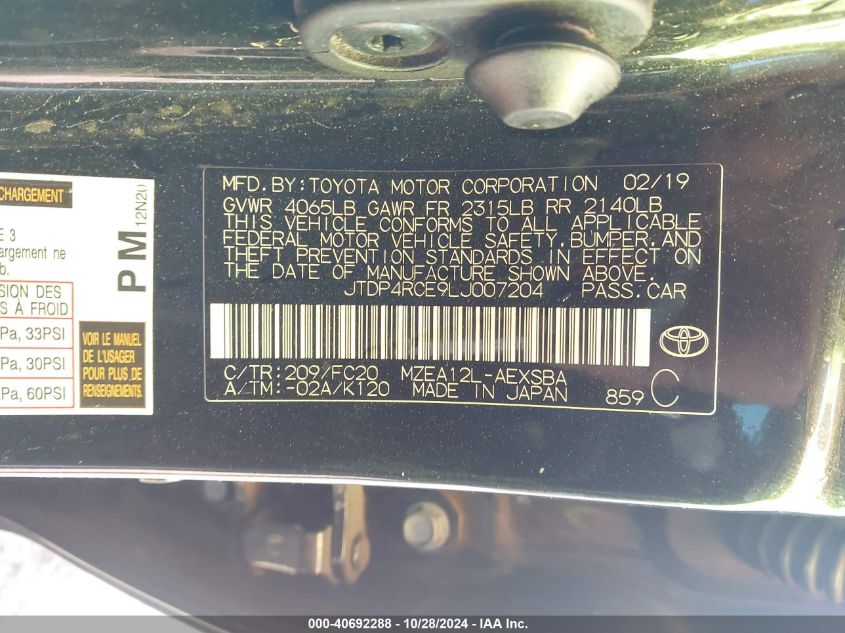 CHARGEMENT
E 3
hargement ne
b.
SION DES
S À FROID
Pa, 33PSI
Pa, 30PSI
Pa, 60PSI
PM
12N20
VOIR LE
MANUEL
DE L'USAGER
POUR PLUS DE
RENSEIGNEMENTS
MFD.BY:TOYOTA MOTOR CORPORATION 02/19
GVWR 4065LB GAWR FR 2315LB RR 2140LB
THIS VEHICLE CONFORMS TO ALL APPLICABLE
FEDERAL MOTOR VEHICLE SAFETY,BUMPER,AND
THEFT PREVENTION STANDARDS IN EFFECT ON
THE DATE OF MANUFACTURE SHOWN ABOVE.
JTDP4RCE9LJ007204 PASS.CAR
C/TR:209/FC20 MZEA12L-AEXSBA
A/TM:-02A/K120 MADE IN JAPAN 859 C
000-40692288 - 10/28/2024 - IAA Inc.